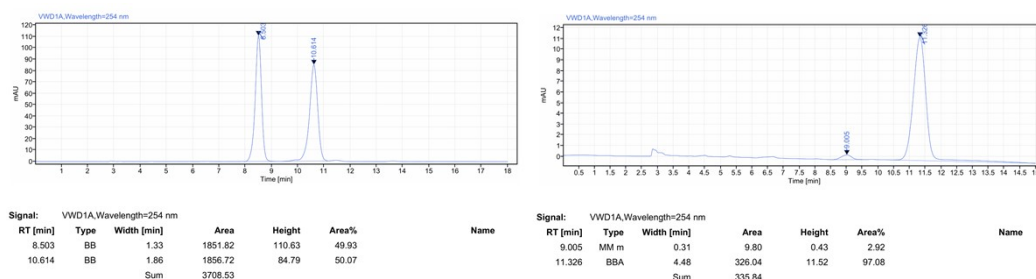 VWD1A,Wavelength=254 nm
120
110
100
90
80
70
60
50
40
30
20
10
0
mAU
8.503
10.614
1 2 3 4 5 6 7 8 9 10 11 12 13 14 15 16 17 18
Time [min]
Signal: VWD1A,Wavelength=254 nm
RT [min] Type Width [min] Area Height Area% Name
8.503 BB 1.33 1851.82 110.63 49.93
10.614 BB 1.86 1856.72 84.79 50.07
Sum 3708.53
VWD1A,Wavelength=254 nm
12
11
10
9
8
7
6
5
4
3
2
1
0
mAU
9.005
11.326
0.5 1 1.5 2 2.5 3 3.5 4 4.5 5 5.5 6 6.5 7 7.5 8 8.5 9 9.5 10 10.5 11 11.5 12 12.5 13 13.5 14 14.5 15
Time [min]
Signal: VWD1A,Wavelength=254 nm
RT [min] Type Width [min] Area Height Area% Name
9.005 MM m 0.31 9.80 0.43 2.92
11.326 BBA 4.48 326.04 11.52 97.08
Sum 335.84